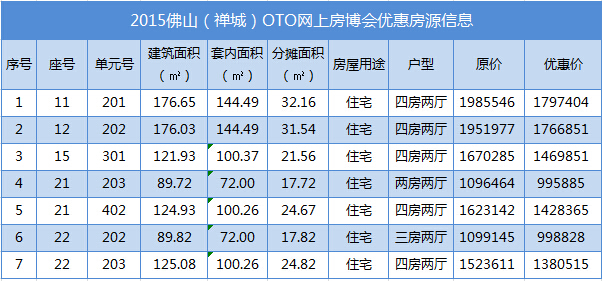 2015佛山（禅城）OTO网上房博会优惠房源信息
序号 座号 单元号 建筑面积（㎡） 套内面积（㎡） 分摊面积（㎡） 房屋用途 户型 原价 优惠价
1 11 201 176.65 144.49 32.16 住宅 四房两厅 1985546 1797404
2 12 202 176.03 144.49 31.54 住宅 四房两厅 1951977 1766851
3 15 301 121.93 100.37 21.56 住宅 四房两厅 1670285 1469851
4 21 203 89.72 72.00 17.72 住宅 两房两厅 1096464 995885
5 21 402 124.93 100.26 24.67 住宅 四房两厅 1623142 1428365
6 22 202 89.82 72.00 17.82 住宅 三房两厅 1099145 998828
7 22 203 125.08 100.26 24.82 住宅 四房两厅 1523611 1380515